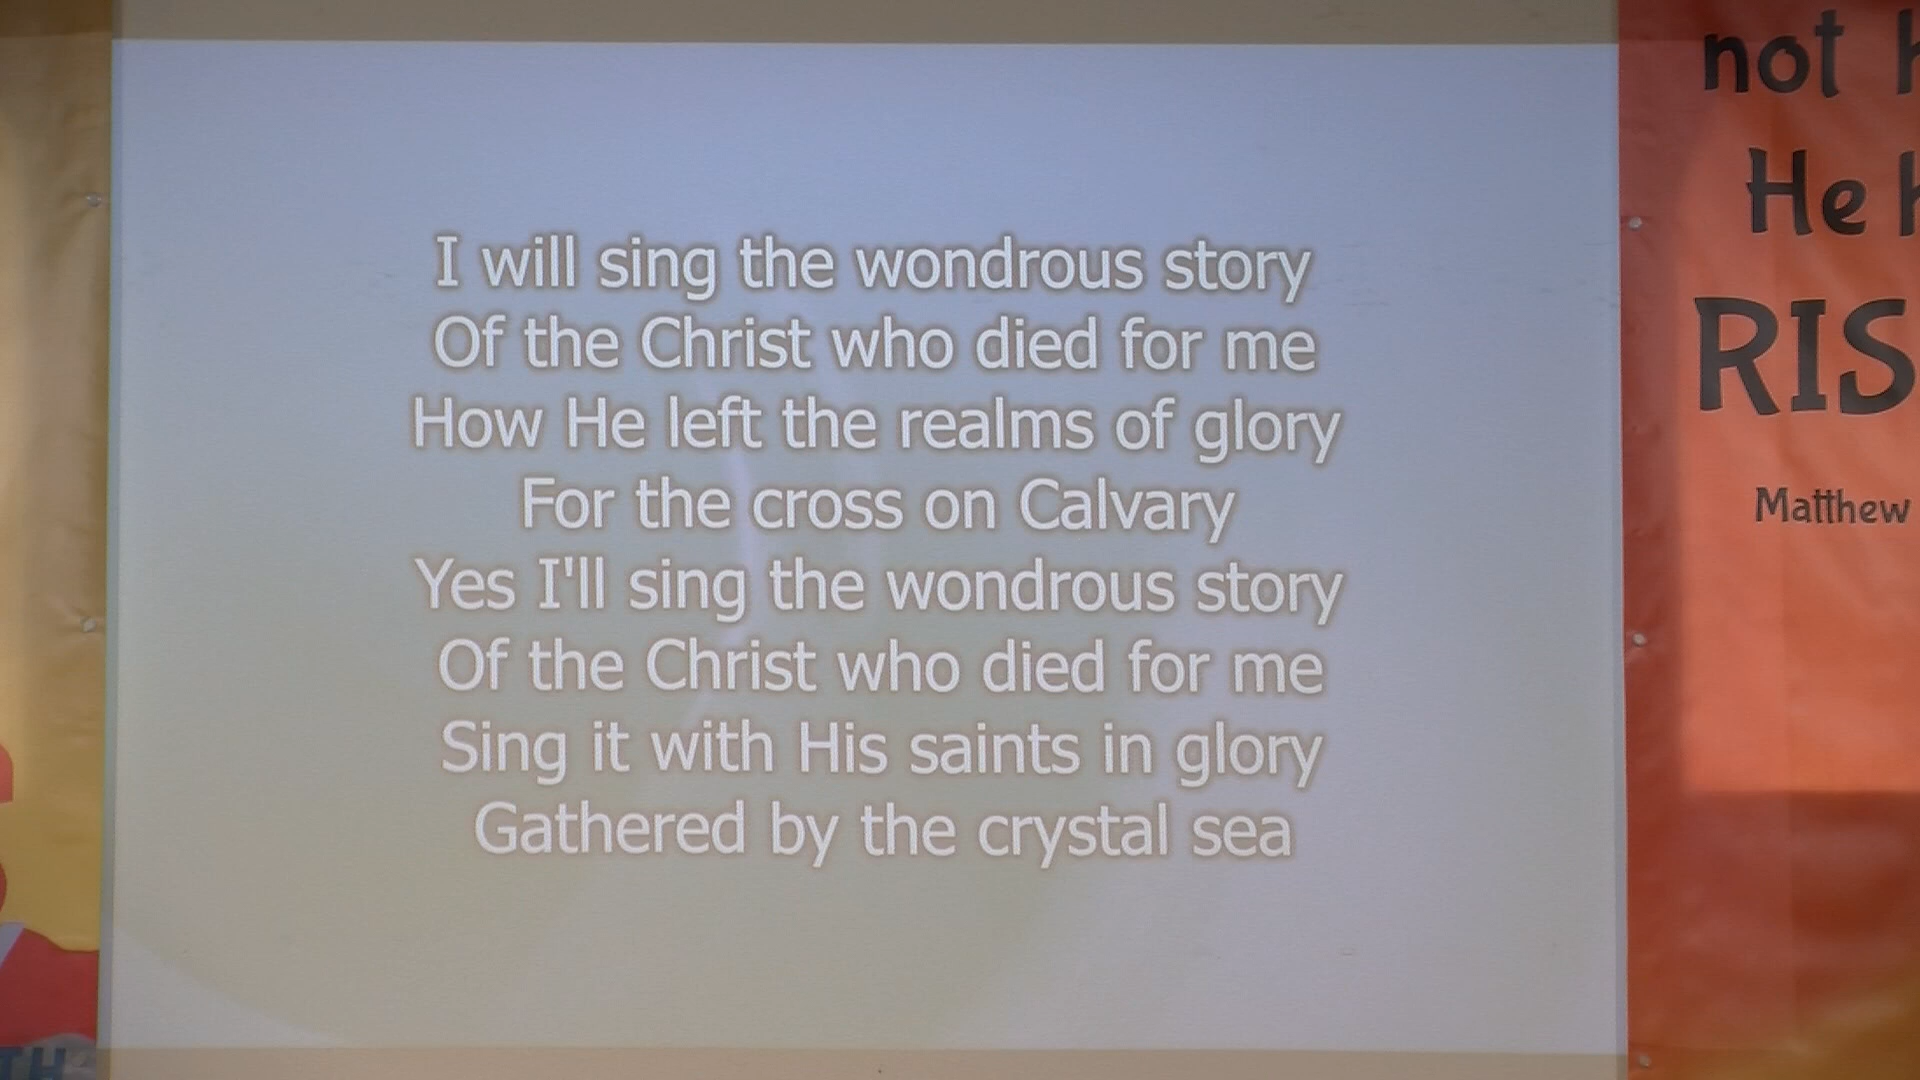 I will sing the wondrous story
Of the Christ who died for me
How He left the realms of glory
For the cross on Calvary
Yes I'll sing the wondrous story
Of the Christ who died for me
Sing it with His saints in glory
Gathered by the crystal sea
not
He
RIS
Matthew
TH